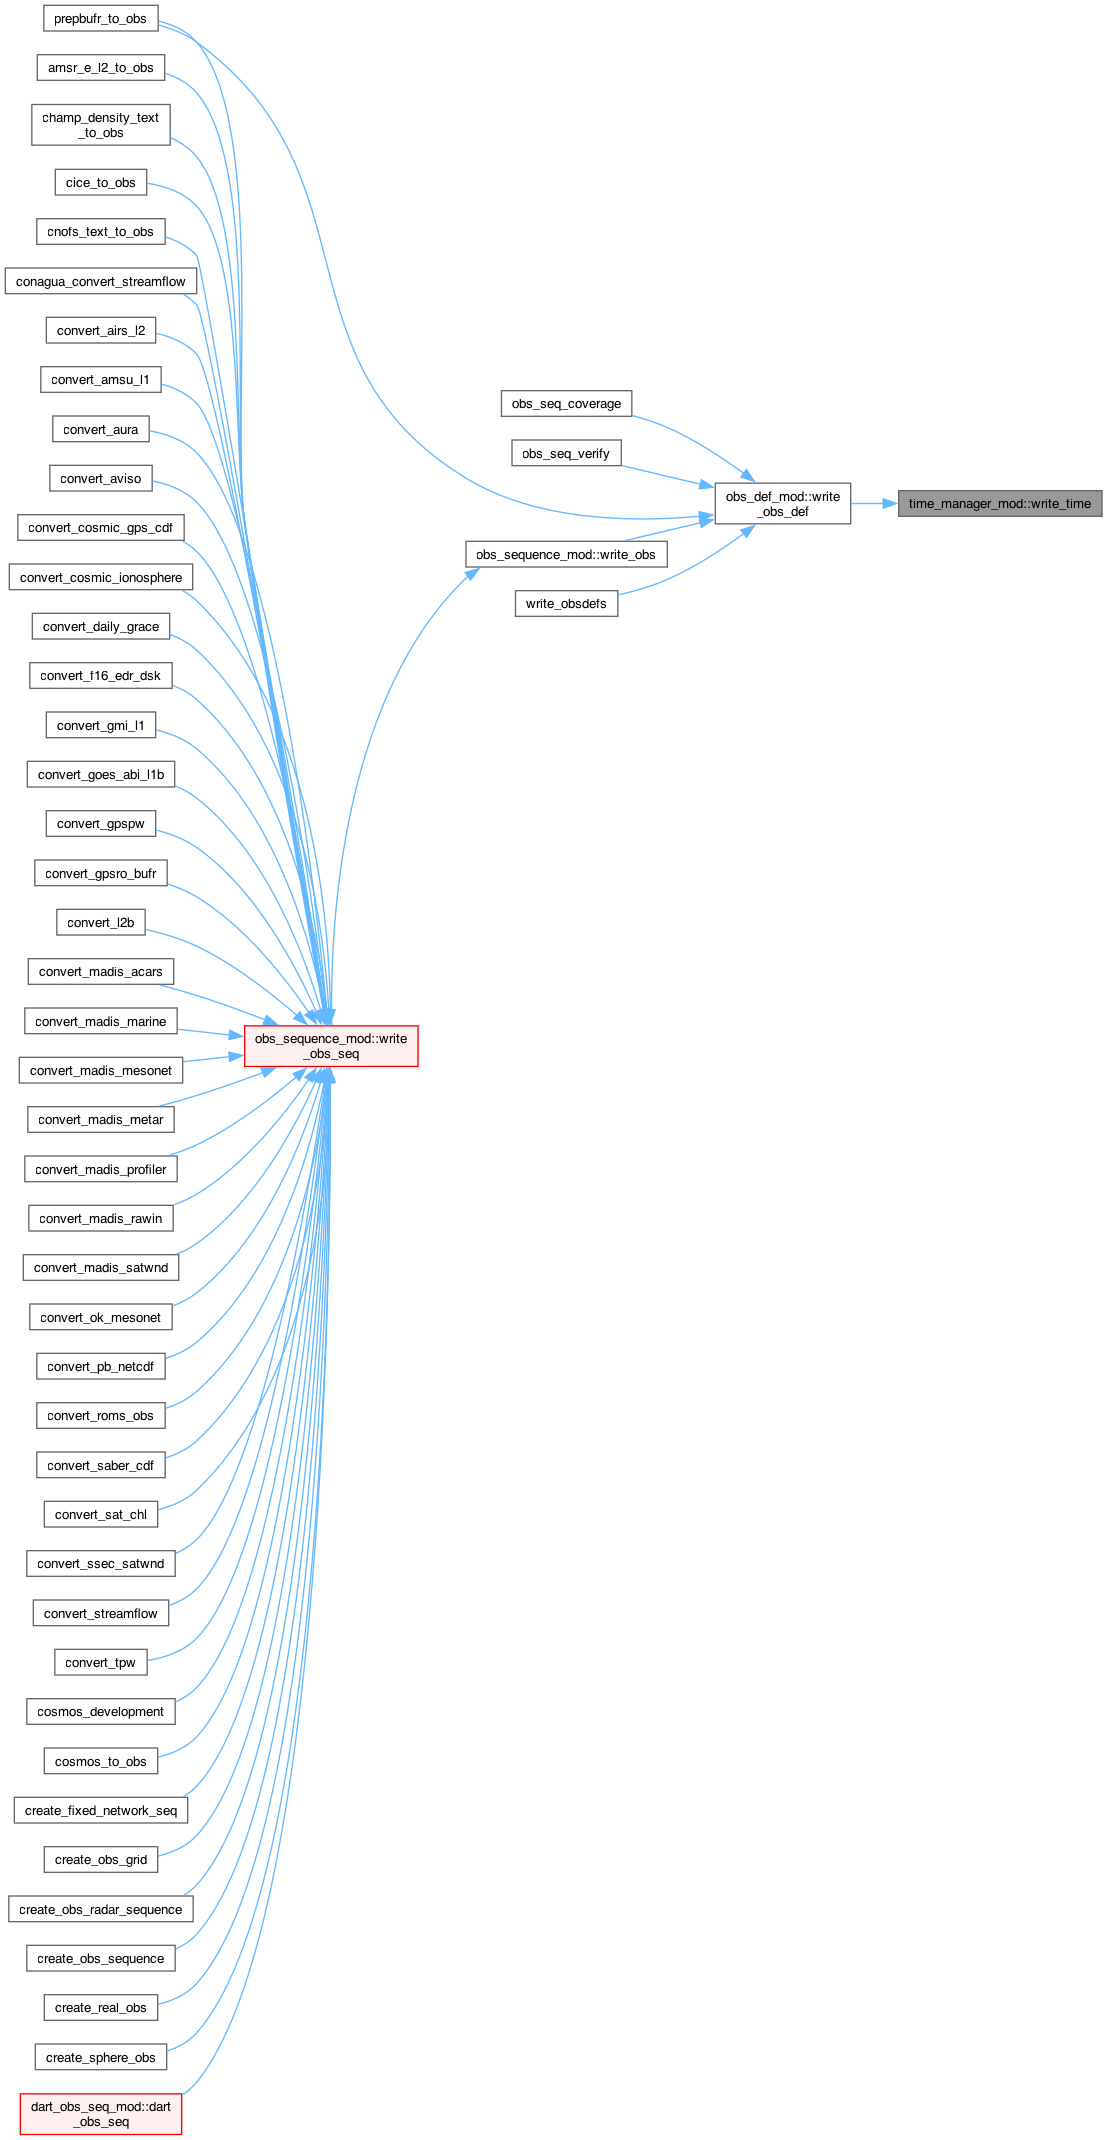 prepbufr_to_obs
amsr_e_l2_to_obs
champ_density_text
_to_obs
cice_to_obs
cnofs_text_to_obs
conagua_convert_streamflow
convert_airs_l2
convert_amsu_l1
convert_aura
convert_aviso
convert_cosmic_gps_cdf
convert_cosmic_ionosphere
convert_daily_grace
convert_f16_edr_dsk
convert_gmi_l1
convert_goes_abi_l1b
convert_gpspw
convert_gpsro_bufr
convert_l2b
convert_madis_acars
convert_madis_marine
convert_madis_mesonet
convert_madis_metar
convert_madis_profiler
convert_madis_rawin
convert_madis_satwnd
convert_ok_mesonet
convert_pb_netcdf
convert_roms_obs
convert_saber_cdf
convert_sat_chl
convert_ssec_satwnd
convert_streamflow
convert_tpw
cosmos_development
cosmos_to_obs
create_fixed_network_seq
create_obs_grid
create_obs_radar_sequence
create_obs_sequence
create_real_obs
create_sphere_obs
dart_obs_seq_mod::dart
_obs_seq
obs_sequence_mod::write
_obs_seq
obs_seq_coverage
obs_seq_verify
obs_sequence_mod::write_obs
write_obsdefs
obs_def_mod::write
_obs_def
time_manager_mod::write_time